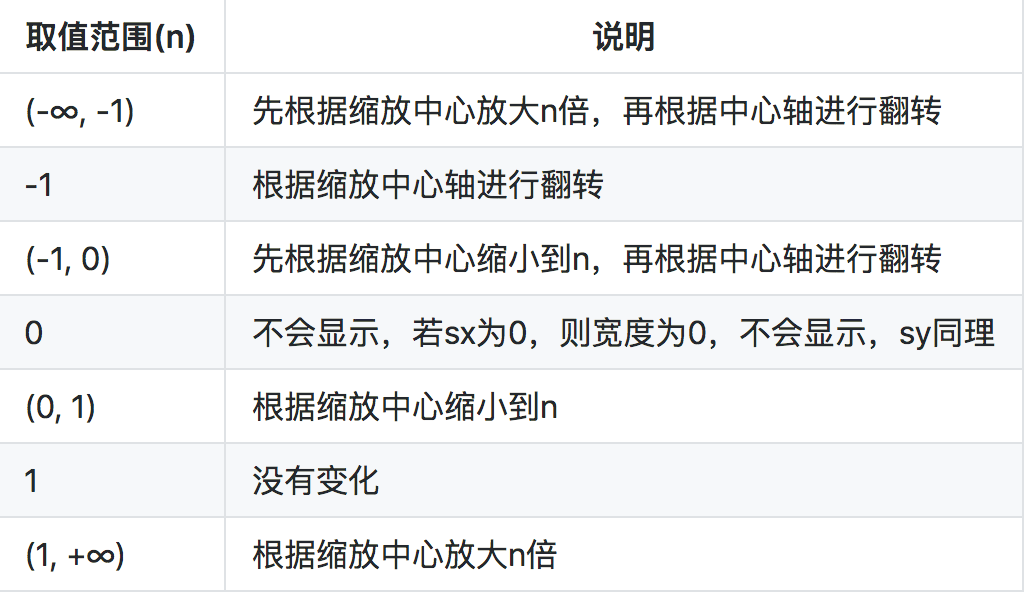 取值范围(n) 说明
(-∞, -1) 先根据缩放中心放大n倍，再根据中心轴进行翻转
-1 根据缩放中心轴进行翻转
(-1, 0) 先根据缩放中心缩小到n，再根据中心轴进行翻转
0 不会显示，若sx为0，则宽度为0，不会显示，sy同理
(0, 1) 根据缩放中心缩小到n
1 没有变化
(1, +∞) 根据缩放中心放大n倍